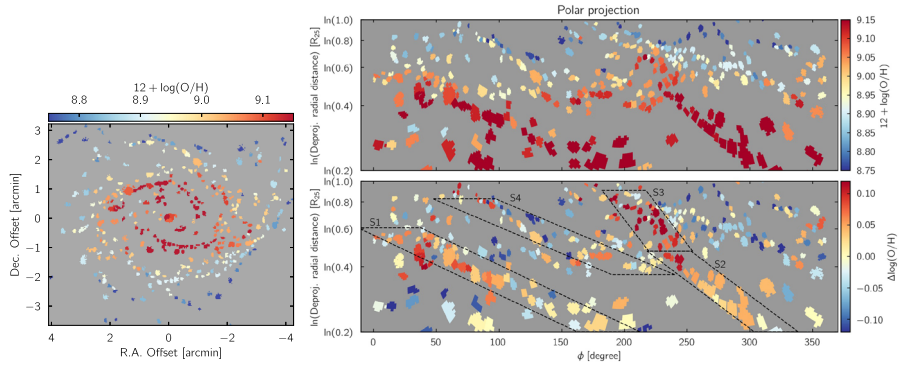 12 + log(O/H)
8.8 8.9 9.0 9.1
3
2
1
0
−1
−2
−3
Dec. Offset [arcmin]
4 2 0 −2 −4
R.A. Offset [arcmin]
Polar projection
ln(1.0)
ln(0.8)
ln(0.6)
ln(0.4)
ln(0.2)
ln(Deproj. radial distance) [R25]
9.15
9.10
9.05
9.00
8.95
8.90
8.85
8.80
8.75
12 + log(O/H)
ln(1.0)
ln(0.8)
ln(0.6)
ln(0.4)
ln(0.2)
ln(Deproj. radial distance) [R25]
S1
S4
S3
S2
0 50 100 150 200 250 300 350
ϕ [degree]
0.10
0.05
0.00
−0.05
−0.10
Δlog(O/H)